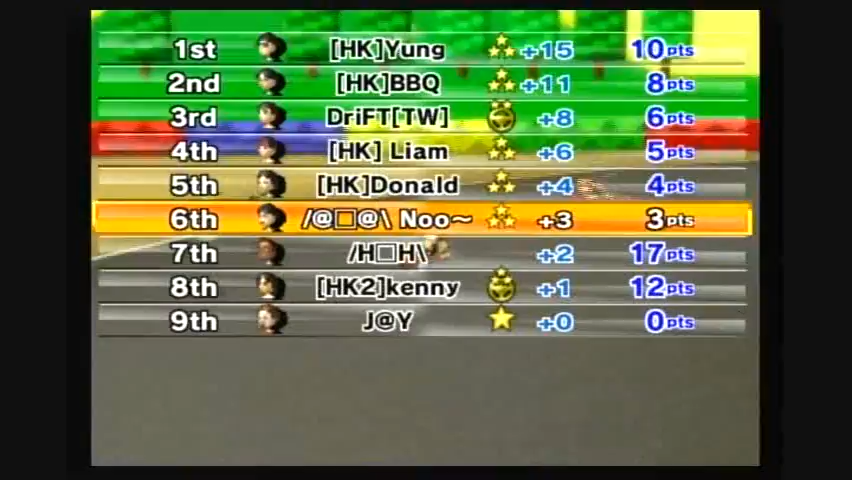 1st [HK]Yung +15 10pts
2nd [HK]BBQ +11 8pts
3rd DriFT[TW] +8 6pts
4th [HK] Liam +6 5pts
5th [HK]Donald +4 4pts
6th /@□@\ Noo~ +3 3pts
7th /H□H\ +2 17pts
8th [HK2]kenny +1 12pts
9th J@Y +0 0pts